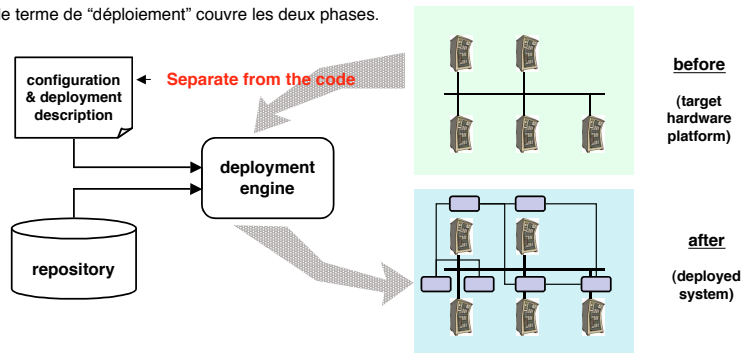 le terme de “déploiement” couvre les deux phases.
configuration
& deployment
description
Separate from the code
deployment
engine
repository
before
(target
hardware
platform)
after
(deployed
system)